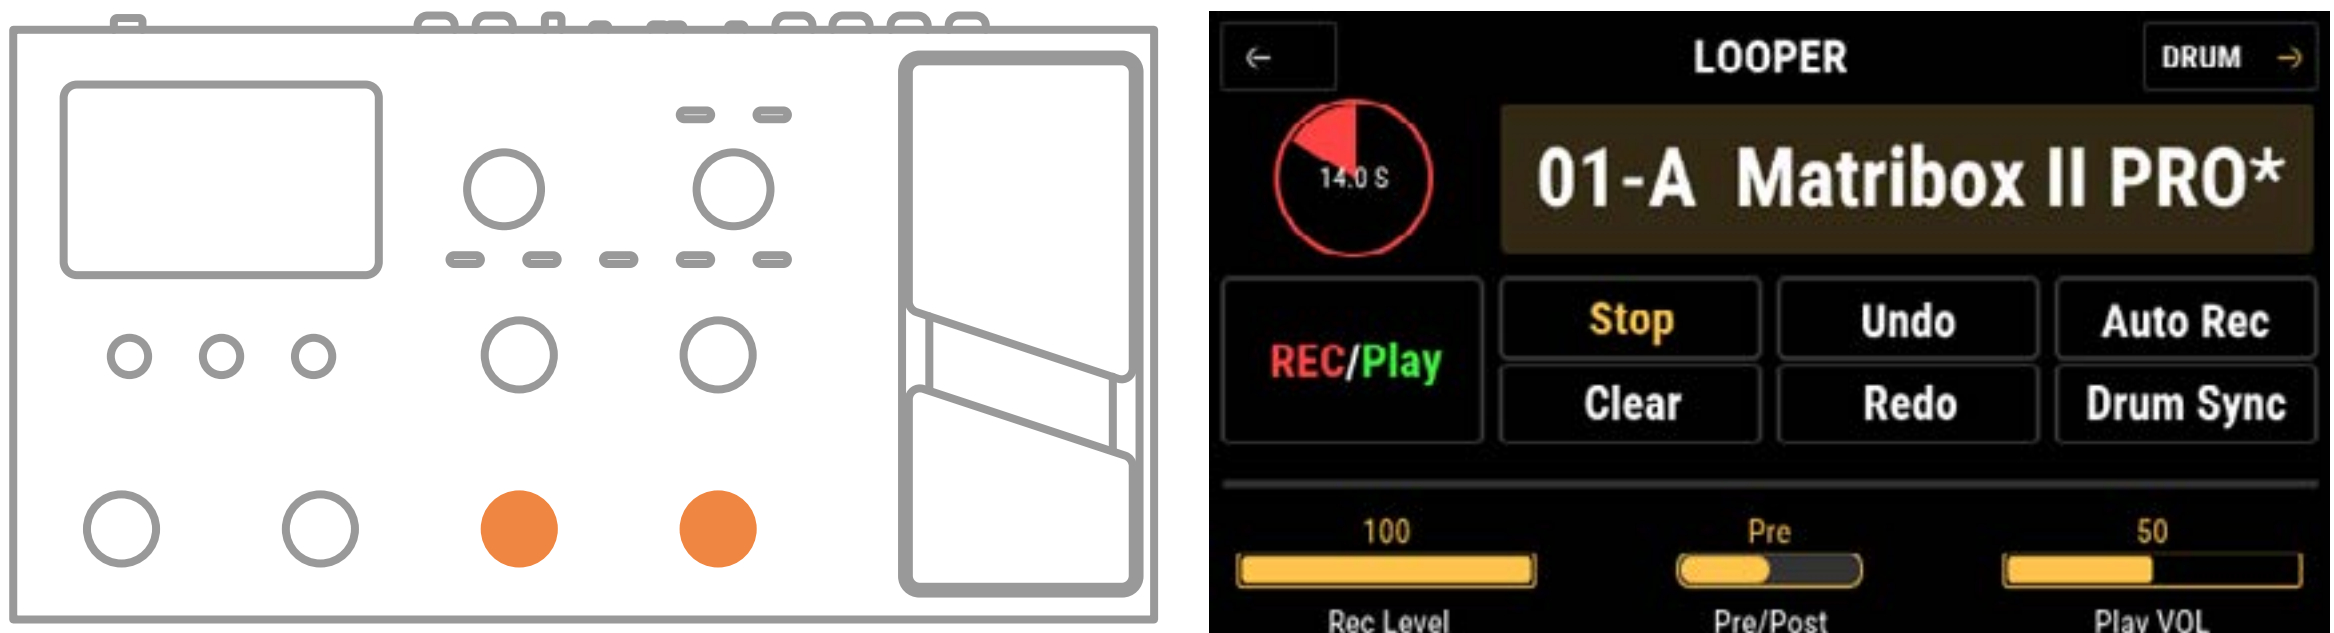 ←
LOOPER
DRUM →
14.0 S
01-A Matribox II PRO*
REC/Play
Stop
Undo
Auto Rec
Clear
Redo
Drum Sync
100
Pre
50
Rec Level
Pre/Post
Play VOL